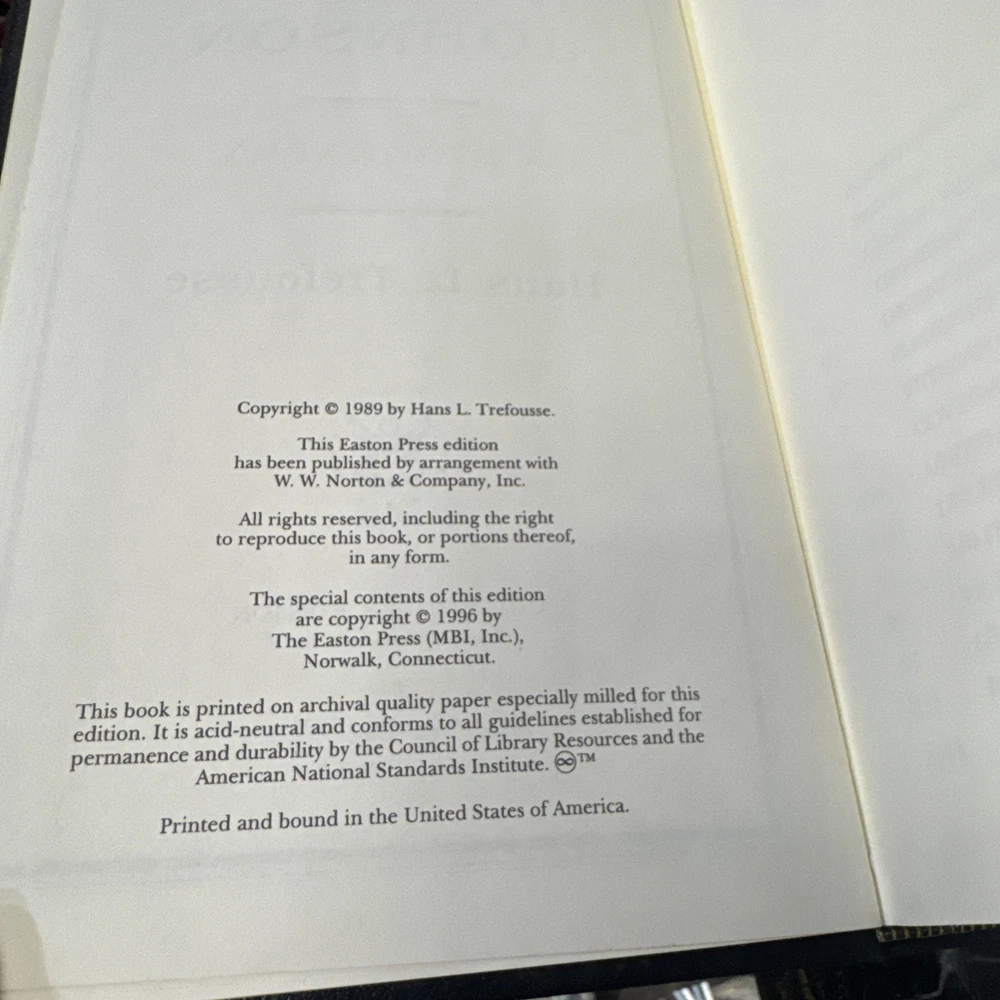 Copyright © 1989 by Hans L. Trefousse.
This Easton Press edition
has been published by arrangement with
W. W. Norton & Company, Inc.
All rights reserved, including the right
to reproduce this book, or portions thereof,
in any form.
The special contents of this edition
are copyright © 1996 by
The Easton Press (MBI, Inc.),
Norwalk, Connecticut.
This book is printed on archival quality paper especially milled for this
edition. It is acid-neutral and conforms to all guidelines established for
permanence and durability by the Council of Library Resources and the
American National Standards Institute. ♾™
Printed and bound in the United States of America.